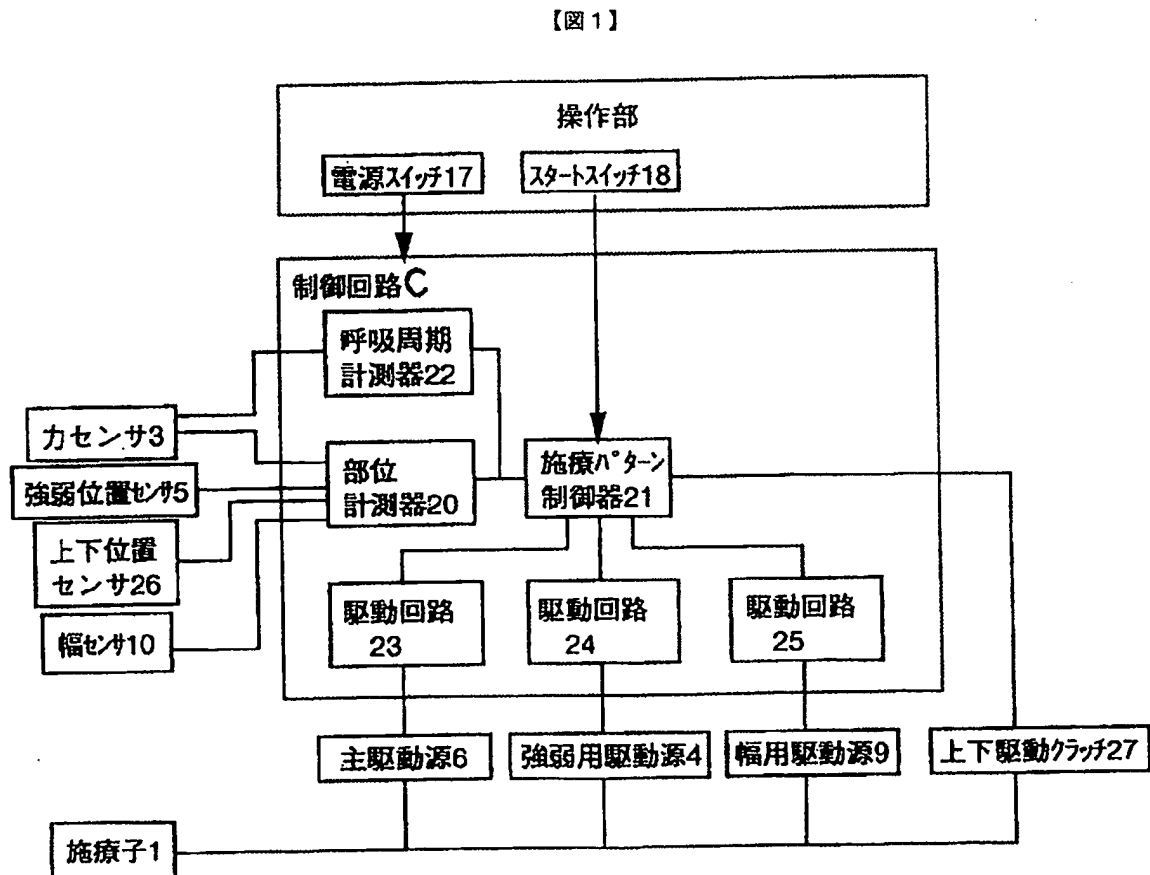 【図1】
操作部
電源スイッチ17
スタートスイッチ18
制御回路C
呼吸周期
計測器22
力センサ3
強弱位置センサ5
上下位置
センサ26
幅センサ10
部位
計測器20
施療パターン
制御器21
駆動回路
23
駆動回路
24
駆動回路
25
主駆動源6
強弱用駆動源4
幅用駆動源9
上下駆動クラッチ27
施療子1